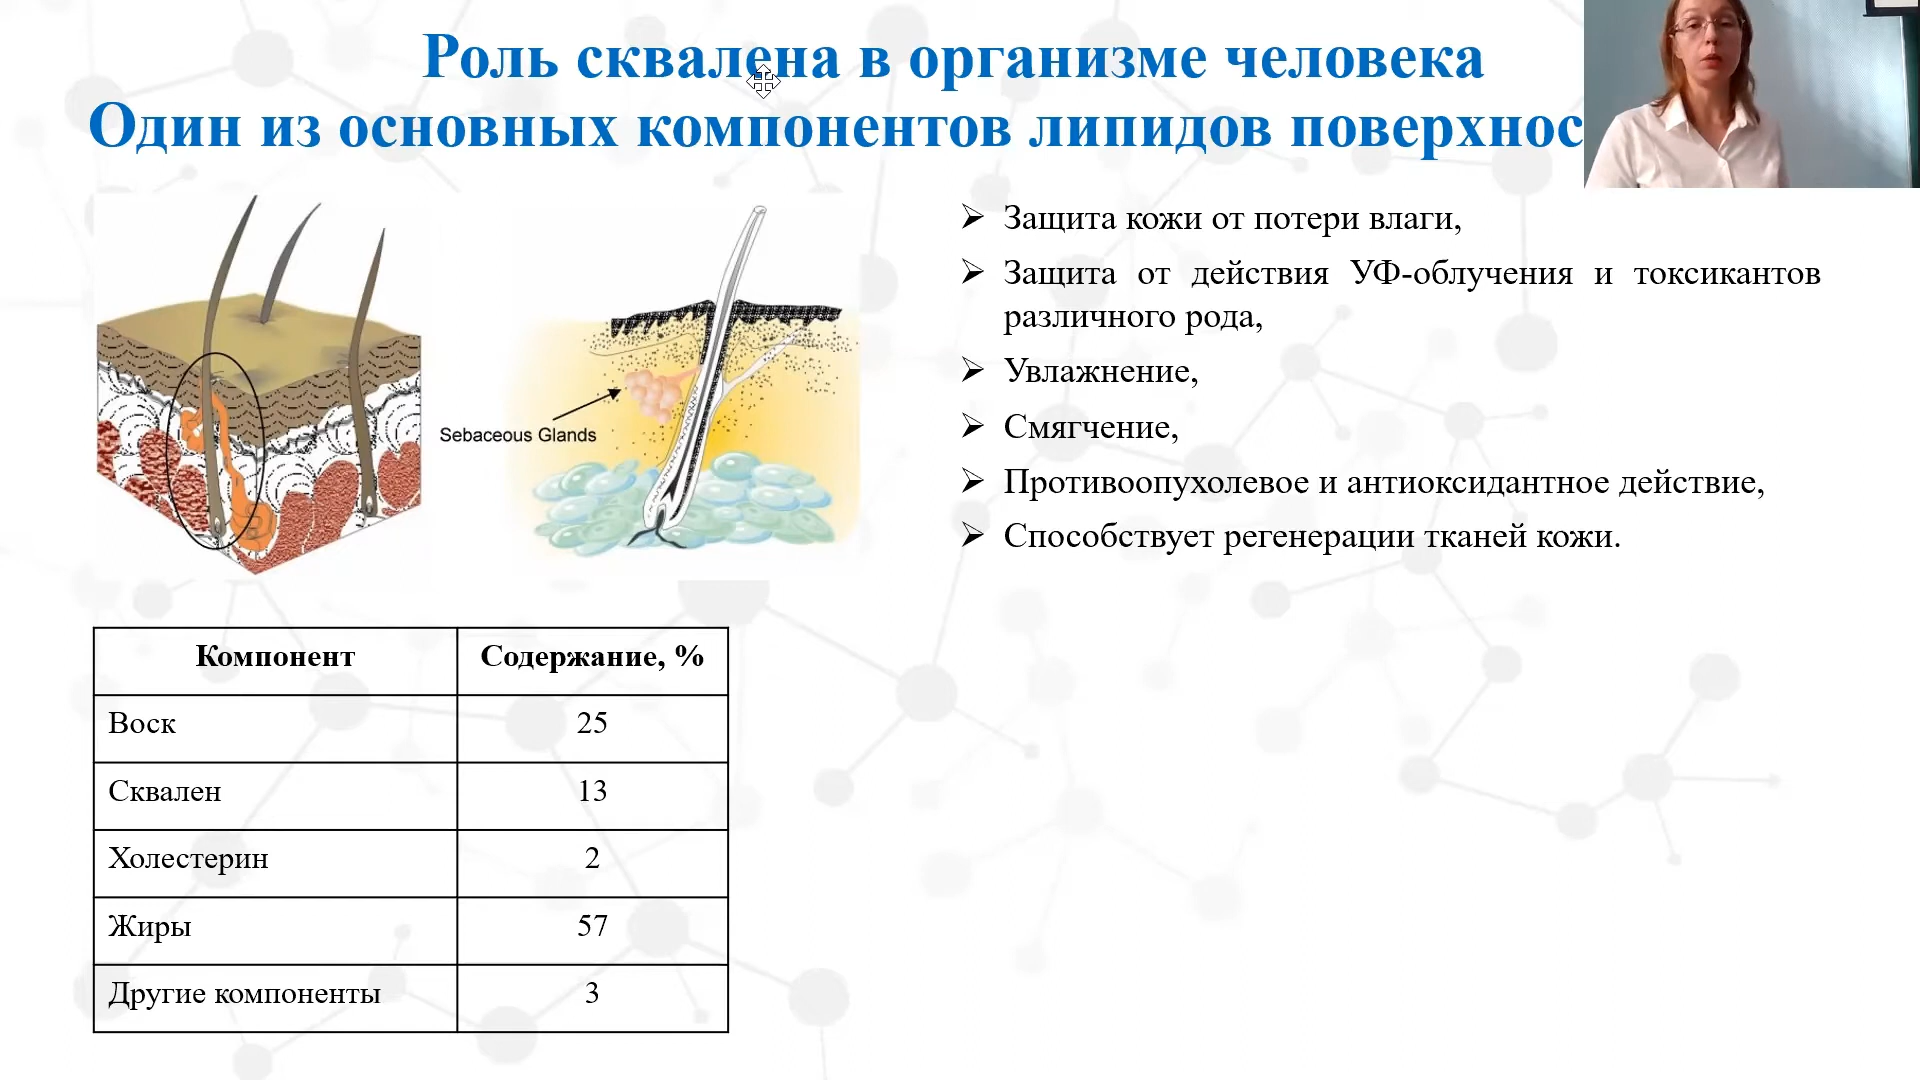 Роль сквалена в организме человека
Один из основных компонентов липидов
Защита кожи от потери влаги,
Защита от действия УФ-облучения и токсикантов
различного рода,
Увлажнение,
Смягчение,
Противоопухолевое и антиоксидантное действие,
Способствует регенерации тканей кожи.
Sebaceous Glands
Компонент Содержание, %
Воск 25
Сквален 13
Холестерин 2
Жиры 57
Другие компоненты 3